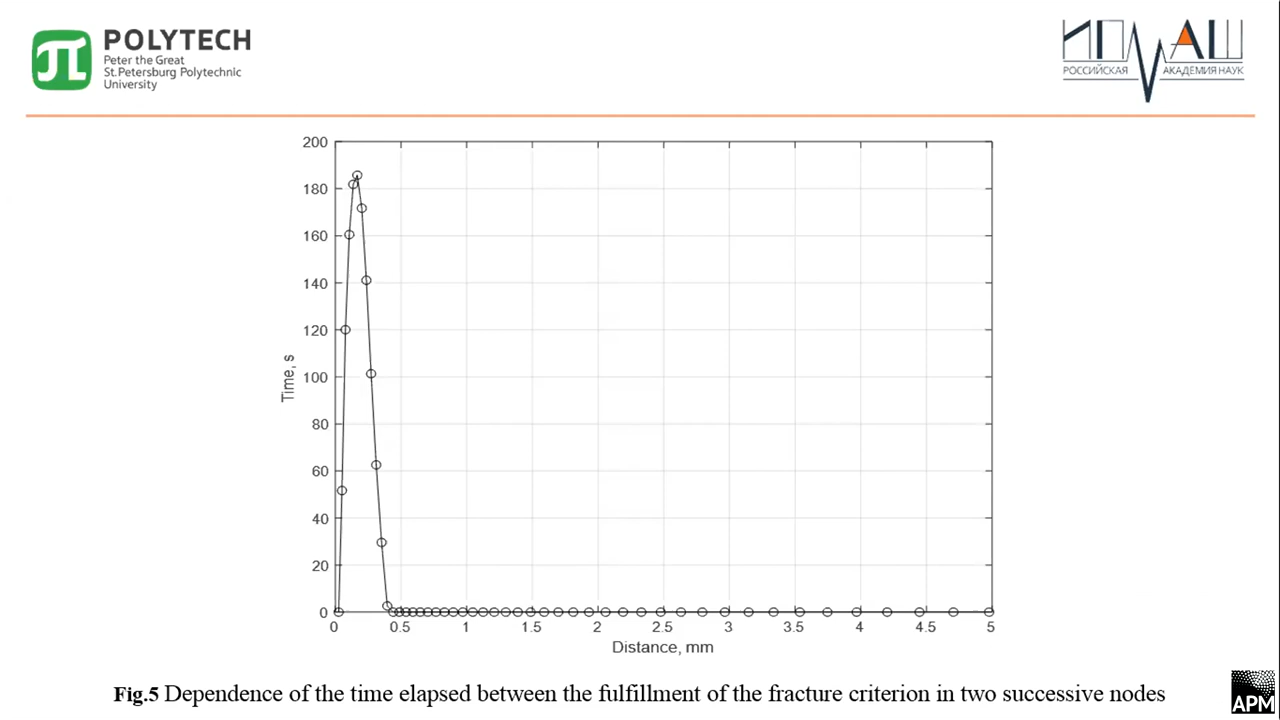 POLYTECH
Peter the Great
St.Petersburg Polytechnic
University
ИПМАШ
РОССИЙСКАЯ АКАДЕМИЯ НАУК
200
180
160
140
120
100
80
60
40
20
0
Time, s
0 0.5 1 1.5 2 2.5 3 3.5 4 4.5 5
Distance, mm
Fig.5 Dependence of the time elapsed between the fulfillment of the fracture criterion in two successive nodes
APM